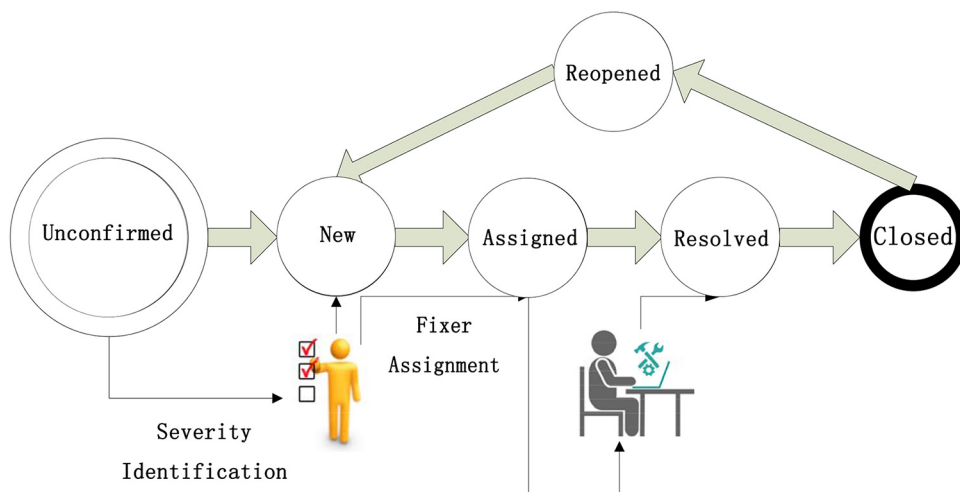 Reopened
Unconfirmed
New
Assigned
Resolved
Closed
Fixer
Assignment
Severity
Identification